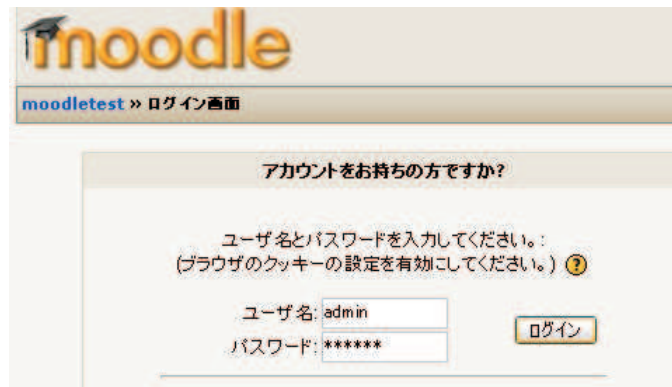 moodle
moodletest » ログイン画面
アカウントをお持ちの方ですか?
ユーザ名とパスワードを入力してください。:
(ブラウザのクッキーの設定を有効にしてください。) ?
ユーザ名: admin
パスワード: ******
ログイン